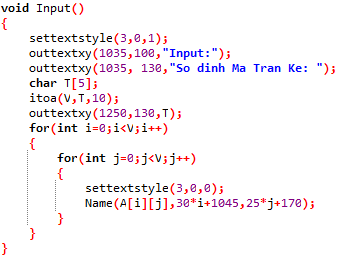 void Input()
{
settextstyle(3,0,1);
outtextxy(1035,100,"Input:");
outtextxy(1035, 130,"So dinh Ma Tran Ke: ");
char T[5];
itoa(V,T,10);
outtextxy(1250,130,T);
for(int i=0;i<V;i++)
{
for(int j=0;j<V;j++)
{
settextstyle(3,0,0);
Name(A[i][j],30*i+1045,25*j+170);
}
}
}